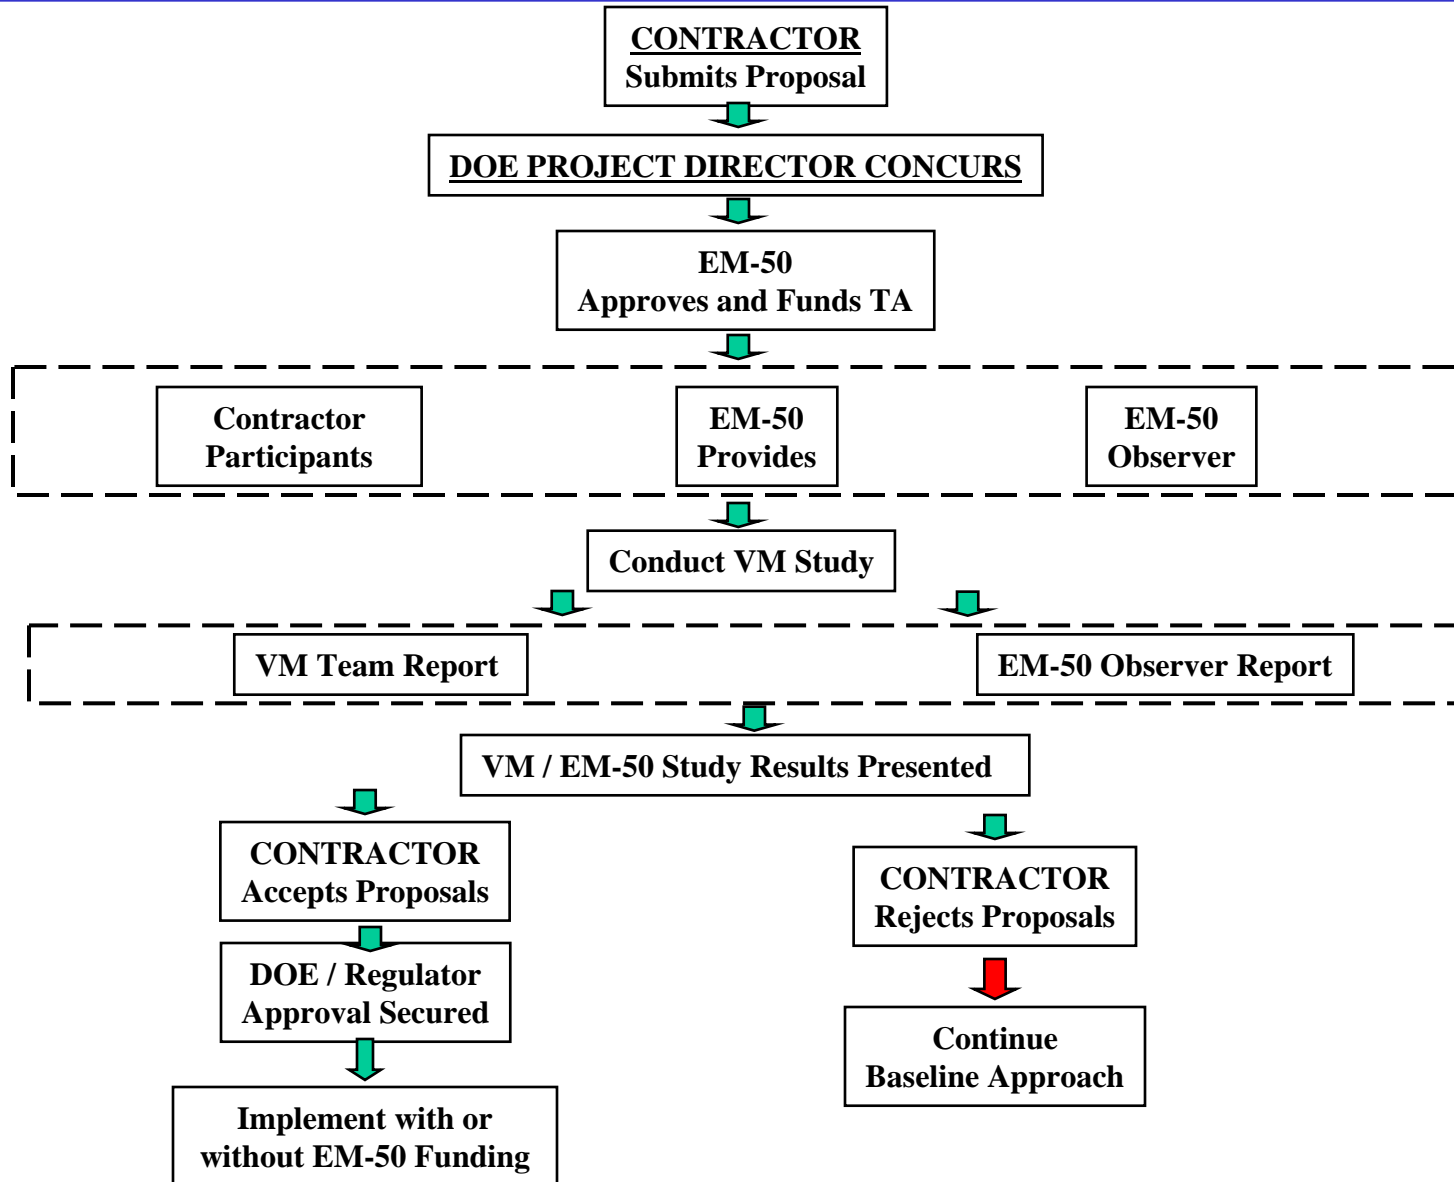 CONTRACTOR
Submits Proposal
DOE PROJECT DIRECTOR CONCURS
EM-50
Approves and Funds TA
Contractor
Participants
EM-50
Provides
EM-50
Observer
Conduct VM Study
VM Team Report
EM-50 Observer Report
VM / EM-50 Study Results Presented
CONTRACTOR
Accepts Proposals
CONTRACTOR
Rejects Proposals
DOE / Regulator
Approval Secured
Continue
Baseline Approach
Implement with or
without EM-50 Funding